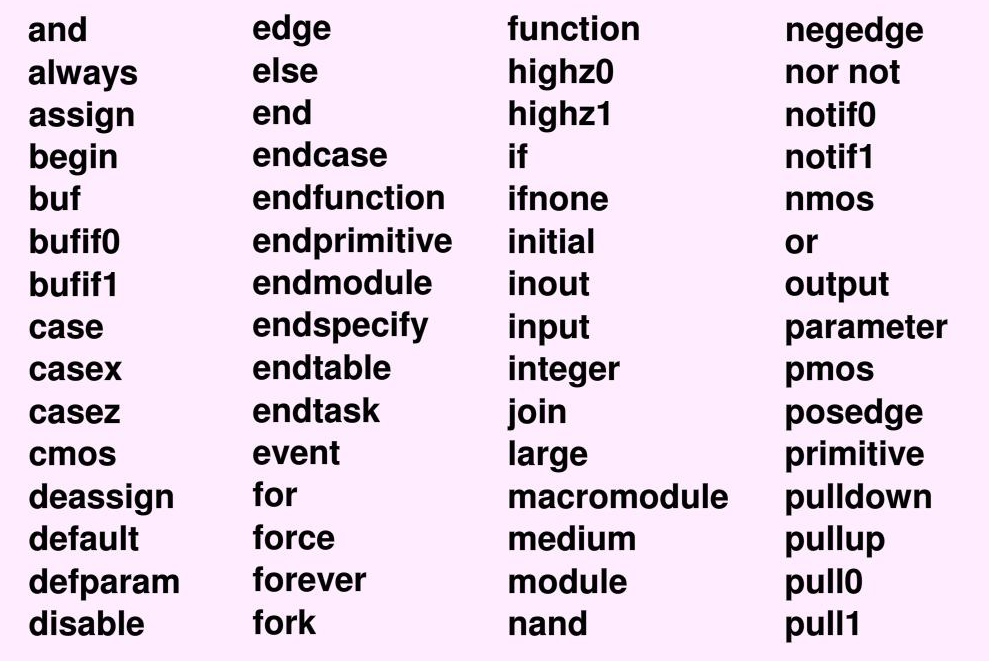 and
always
assign
begin
buf
bufif0
bufif1
case
casex
casez
cmos
deassign
default
defparam
disable
edge
else
end
endcase
endfunction
endprimitive
endmodule
endspecify
endtable
endtask
event
for
force
forever
fork
function
highz0
highz1
if
ifnone
initial
inout
input
integer
join
large
macromodule
medium
module
nand
negedge
nor not
notif0
notif1
nmos
or
output
parameter
pmos
posedge
primitive
pulldown
pullup
pull0
pull1